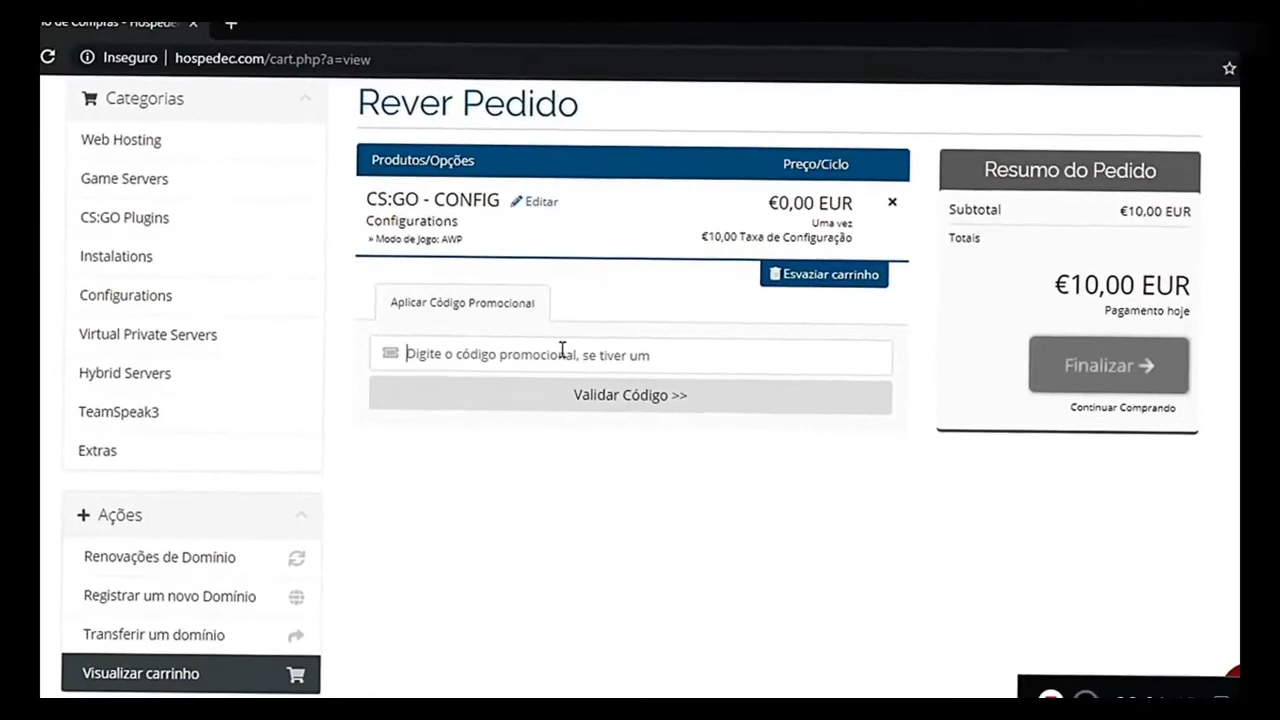 de Compras - Hospede
Inseguro | hospedec.com/cart.php?a=view
Categorias
Web Hosting
Game Servers
CS:GO Plugins
Instalations
Configurations
Virtual Private Servers
Hybrid Servers
TeamSpeak3
Extras
Ações
Renovações de Domínio
Registrar um novo Domínio
Transferir um domínio
Visualizar carrinho
Rever Pedido
Produtos/Opções Preço/Ciclo
CS:GO - CONFIG Editar €0,00 EUR
Configurations Uma vez
» Modo de Jogo: AWP €10,00 Taxa de Configuração
Esvaziar carrinho
Aplicar Código Promocional
Digite o código promocional, se tiver um
Validar Código >>
Resumo do Pedido
Subtotal €10,00 EUR
Totais
€10,00 EUR
Pagamento hoje
Finalizar
Continuar Comprando